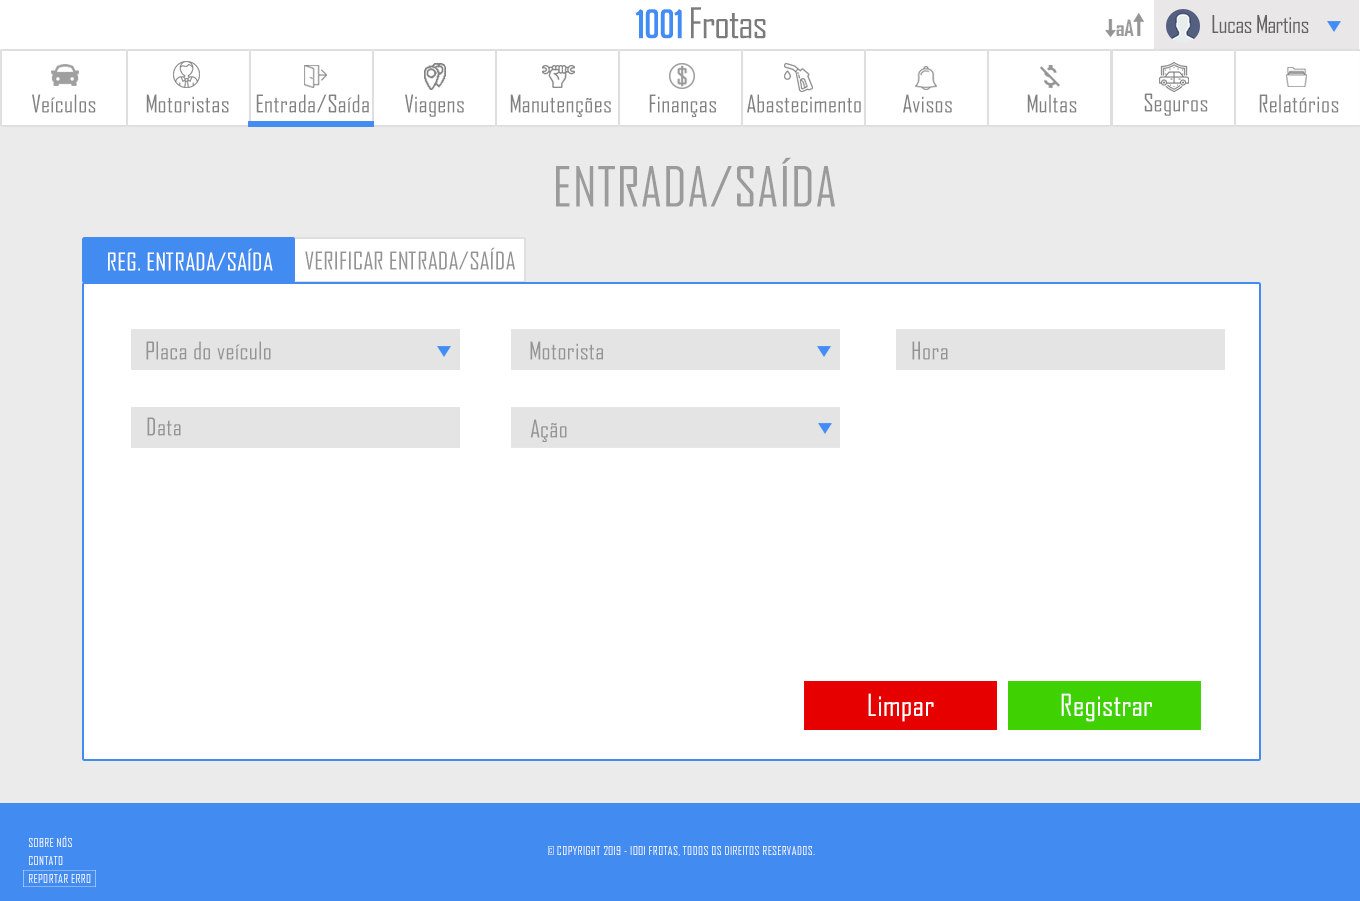 1001 Frotas
aA
Lucas Martins
Veículos
Motoristas
Entrada/Saída
Viagens
Manutenções
Finanças
Abastecimento
Avisos
Multas
Seguros
Relatórios
ENTRADA/SAÍDA
REG. ENTRADA/SAÍDA
VERIFICAR ENTRADA/SAÍDA
Placa do veículo
Motorista
Hora
Data
Ação
Limpar
Registrar
SOBRE NÓS
CONTATO
REPORTAR ERRO
© COPYRIGHT 2019 - 1001 FROTAS, TODOS OS DIREITOS RESERVADOS.